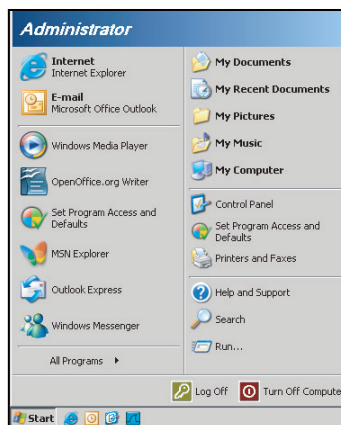 Administrator
Internet
Internet Explorer
E-mail
Microsoft Office Outlook
Windows Media Player
OpenOffice.org Writer
Set Program Access and
Defaults
MSN Explorer
Outlook Express
Windows Messenger
All Programs
My Documents
My Recent Documents
My Pictures
My Music
My Computer
Control Panel
Set Program Access and
Defaults
Printers and Faxes
Help and Support
Search
Run...
Log Off
Turn Off Compute
Start